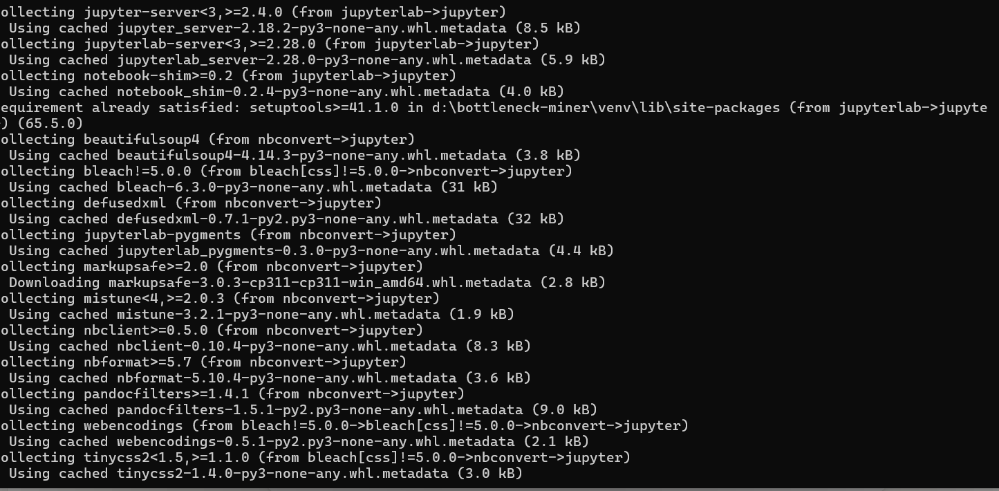 ollecting jupyter-server<3,>=2.4.0 (from jupyterlab->jupyter)
Using cached jupyter_server-2.18.2-py3-none-any.whl.metadata (8.5 kB)
ollecting jupyterlab-server<3,>=2.28.0 (from jupyterlab->jupyter)
Using cached jupyterlab_server-2.28.0-py3-none-any.whl.metadata (5.9 kB)
ollecting notebook-shim>=0.2 (from jupyterlab->jupyter)
Using cached notebook_shim-0.2.4-py3-none-any.whl.metadata (4.0 kB)
equirement already satisfied: setuptools>=41.1.0 in d:\bottleneck-miner\venv\lib\site-packages (from jupyterlab->jupyte
) (65.5.0)
ollecting beautifulsoup4 (from nbconvert->jupyter)
Using cached beautifulsoup4-4.14.3-py3-none-any.whl.metadata (3.8 kB)
ollecting bleach!=5.0.0 (from bleach[css]!=5.0.0->nbconvert->jupyter)
Using cached bleach-6.3.0-py3-none-any.whl.metadata (31 kB)
ollecting defusedxml (from nbconvert->jupyter)
Using cached defusedxml-0.7.1-py2.py3-none-any.whl.metadata (32 kB)
ollecting jupyterlab-pygments (from nbconvert->jupyter)
Using cached jupyterlab_pygments-0.3.0-py3-none-any.whl.metadata (4.4 kB)
ollecting markupsafe>=2.0 (from nbconvert->jupyter)
Downloading markupsafe-3.0.3-cp311-cp311-win_amd64.whl.metadata (2.8 kB)
ollecting mistune<4,>=2.0.3 (from nbconvert->jupyter)
Using cached mistune-3.2.1-py3-none-any.whl.metadata (1.9 kB)
ollecting nbclient>=0.5.0 (from nbconvert->jupyter)
Using cached nbclient-0.10.4-py3-none-any.whl.metadata (8.3 kB)
ollecting nbformat>=5.7 (from nbconvert->jupyter)
Using cached nbformat-5.10.4-py3-none-any.whl.metadata (3.6 kB)
ollecting pandocfilters>=1.4.1 (from nbconvert->jupyter)
Using cached pandocfilters-1.5.1-py2.py3-none-any.whl.metadata (9.0 kB)
ollecting webencodings (from bleach!=5.0.0->bleach[css]!=5.0.0->nbconvert->jupyter)
Using cached webencodings-0.5.1-py2.py3-none-any.whl.metadata (2.1 kB)
ollecting tinycss2<1.5,>=1.1.0 (from bleach[css]!=5.0.0->nbconvert->jupyter)
Using cached tinycss2-1.4.0-py3-none-any.whl.metadata (3.0 kB)